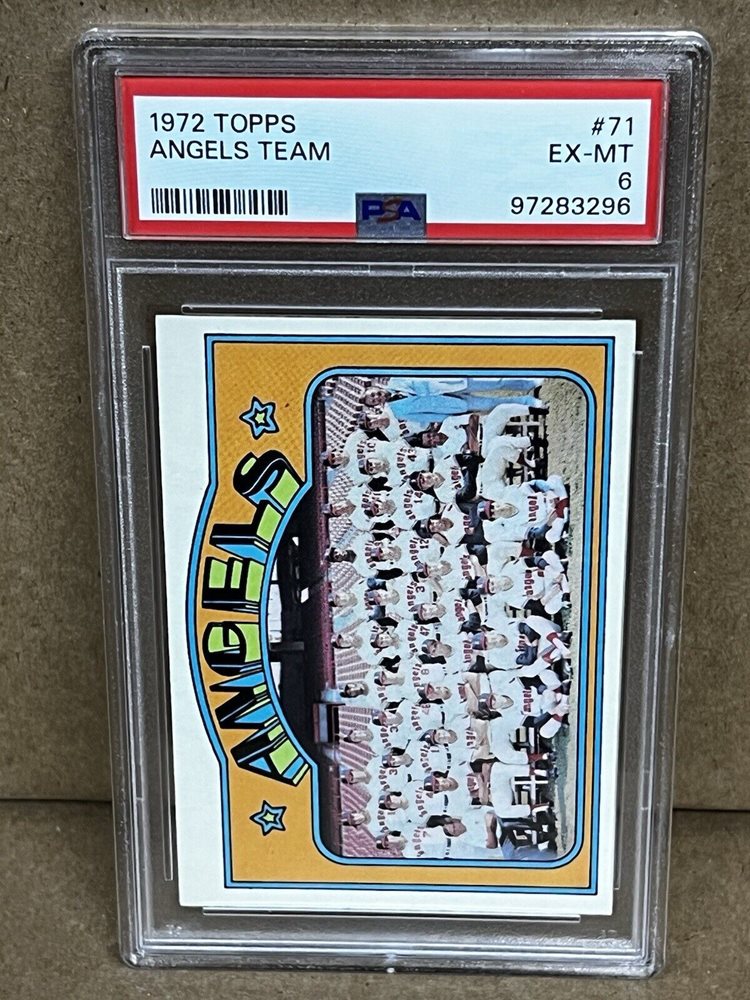 1972 TOPPS #71
ANGELS TEAM EX-MT
6
PSA 97283296
ANGELS